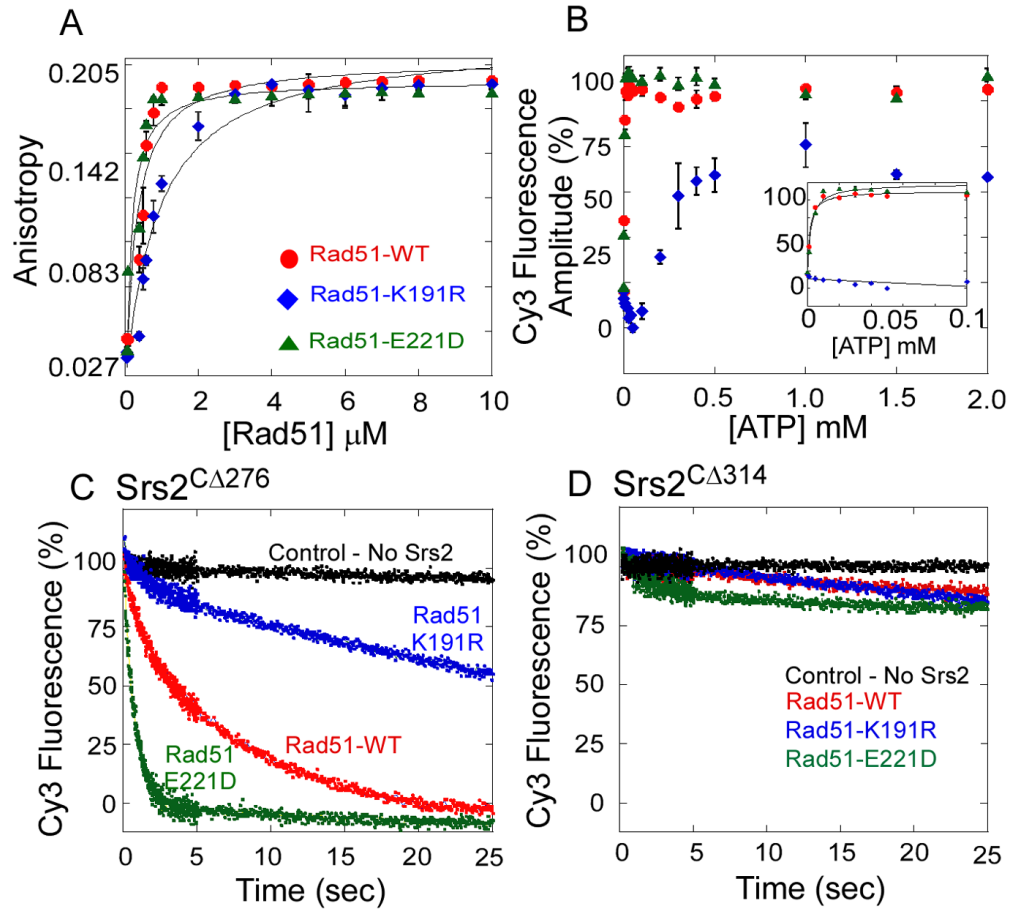 A
0.205
0.142
0.083
0.027
Anisotropy
Rad51-WT
Rad51-K191R
Rad51-E221D
0 2 4 6 8 10
[Rad51] μM
B
100
75
50
25
0
Cy3 Fluorescence
Amplitude (%)
100
50
0
0 0.05 0.1
[ATP] mM
0 0.5 1.0 1.5 2.0
[ATP] mM
C Srs2CΔ276
100
75
50
25
0
Cy3 Fluorescence (%)
Control - No Srs2
Rad51
K191R
Rad51-WT
Rad51
E221D
0 5 10 15 20 25
Time (sec)
D Srs2CΔ314
100
75
50
25
0
Cy3 Fluorescence (%)
Control - No Srs2
Rad51-WT
Rad51-K191R
Rad51-E221D
0 5 10 15 20 25
Time (sec)